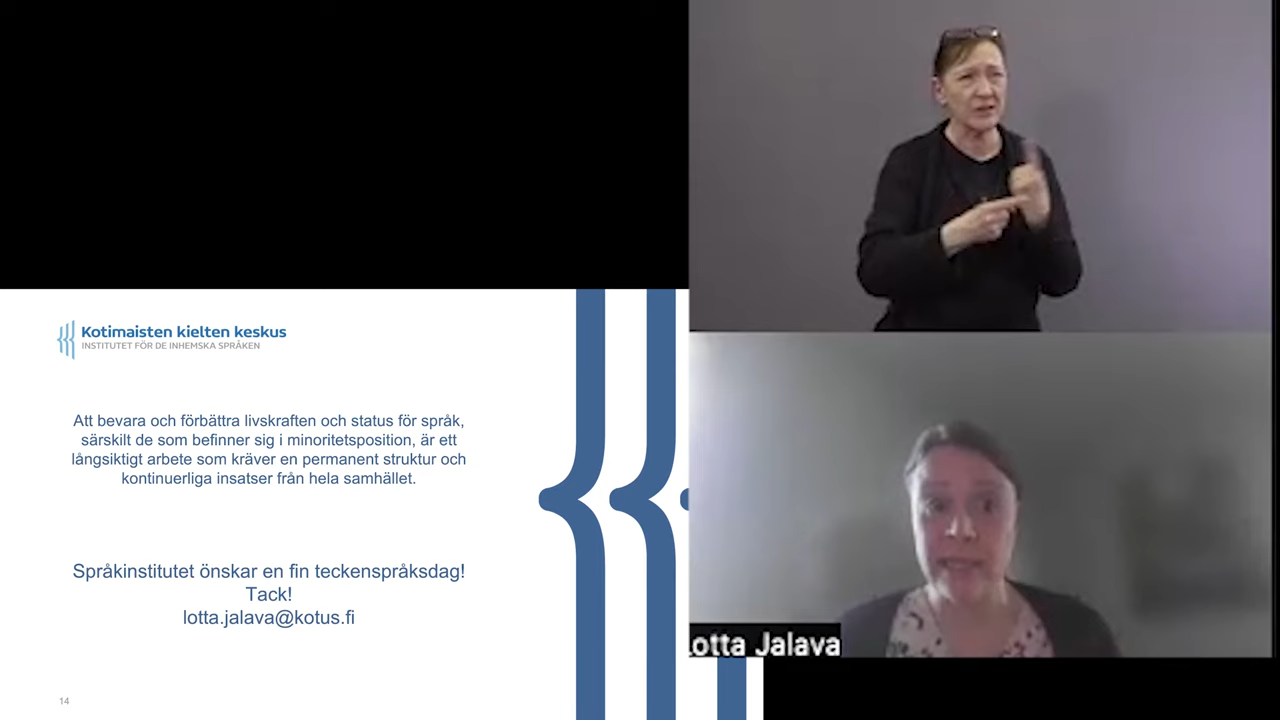 Kotimaisten kielten keskus
INSTITUTET FÖR DE INHEMSKA SPRÅKEN
Att bevara och förbättra livskraften och status för språk,
särskilt de som befinner sig i minoritetsposition, är ett
långsiktigt arbete som kräver en permanent struktur och
kontinuerliga insatser från hela samhället.
Språkinstitutet önskar en fin teckenspråksdag!
Tack!
lotta.jalava@kotus.fi
14
Lotta Jalava